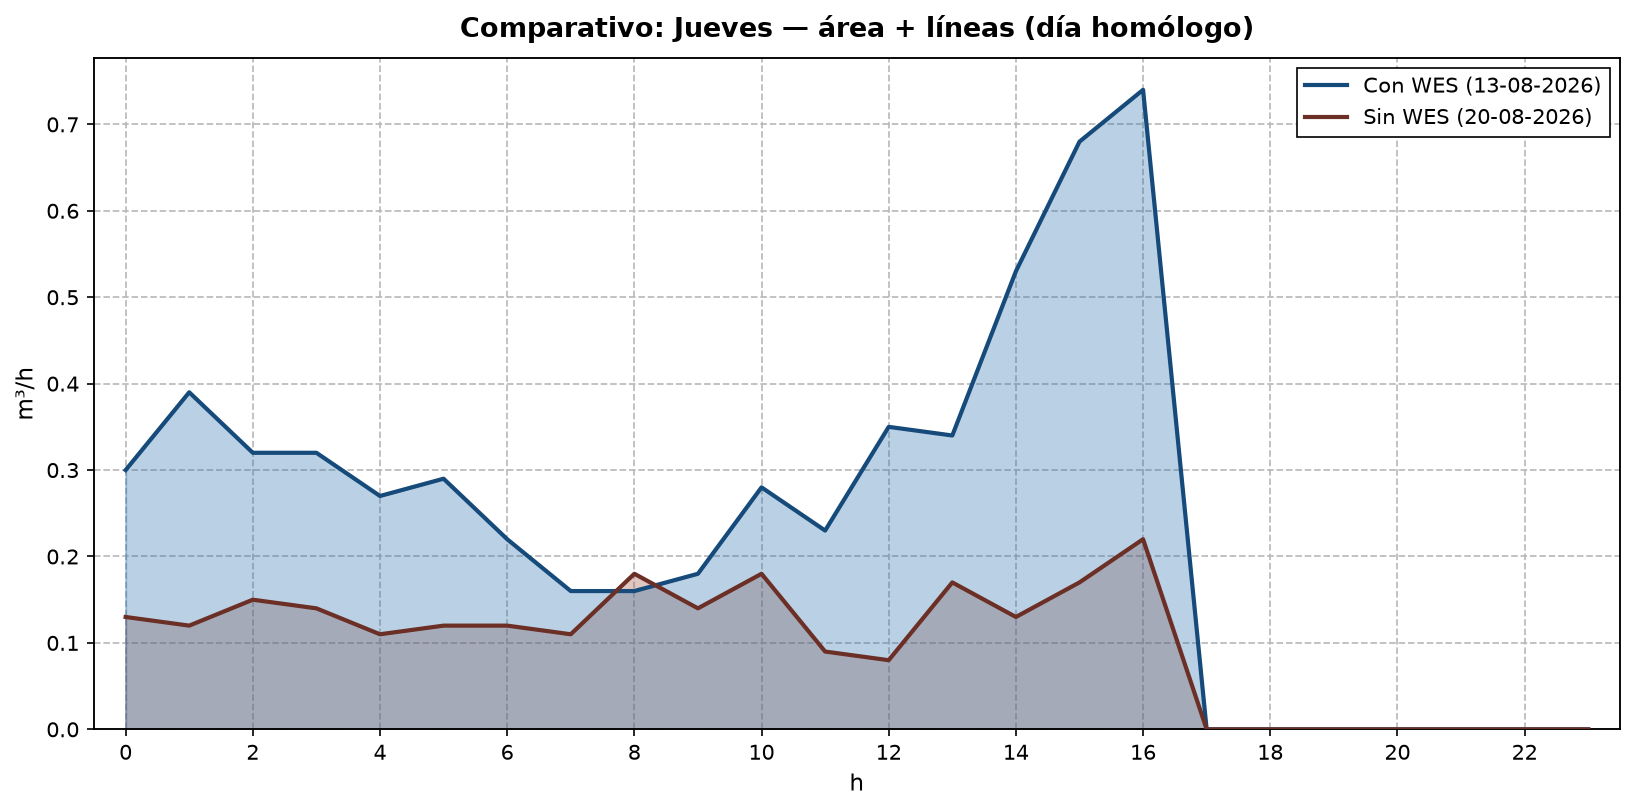 Comparativo: Jueves — área + líneas (día homólogo)
Con WES (13-08-2026)
Sin WES (20-08-2026)
0.7
0.6
0.5
0.4
0.3
0.2
0.1
0.0
m³/h
0 2 4 6 8 10 12 14 16 18 20 22
h